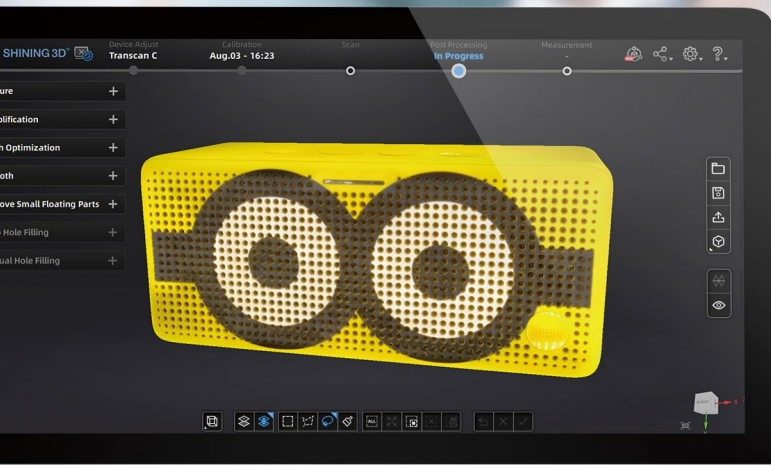 SHINING 3D
Device Adjust
Transcan C
Calibration
Aug.03 - 16:23
Scan
Post Processing
In Progress
Measurement
-
ure
plification
h Optimization
oth
ove Small Floating Parts
Hole Filling
ual Hole Filling
ALL
X